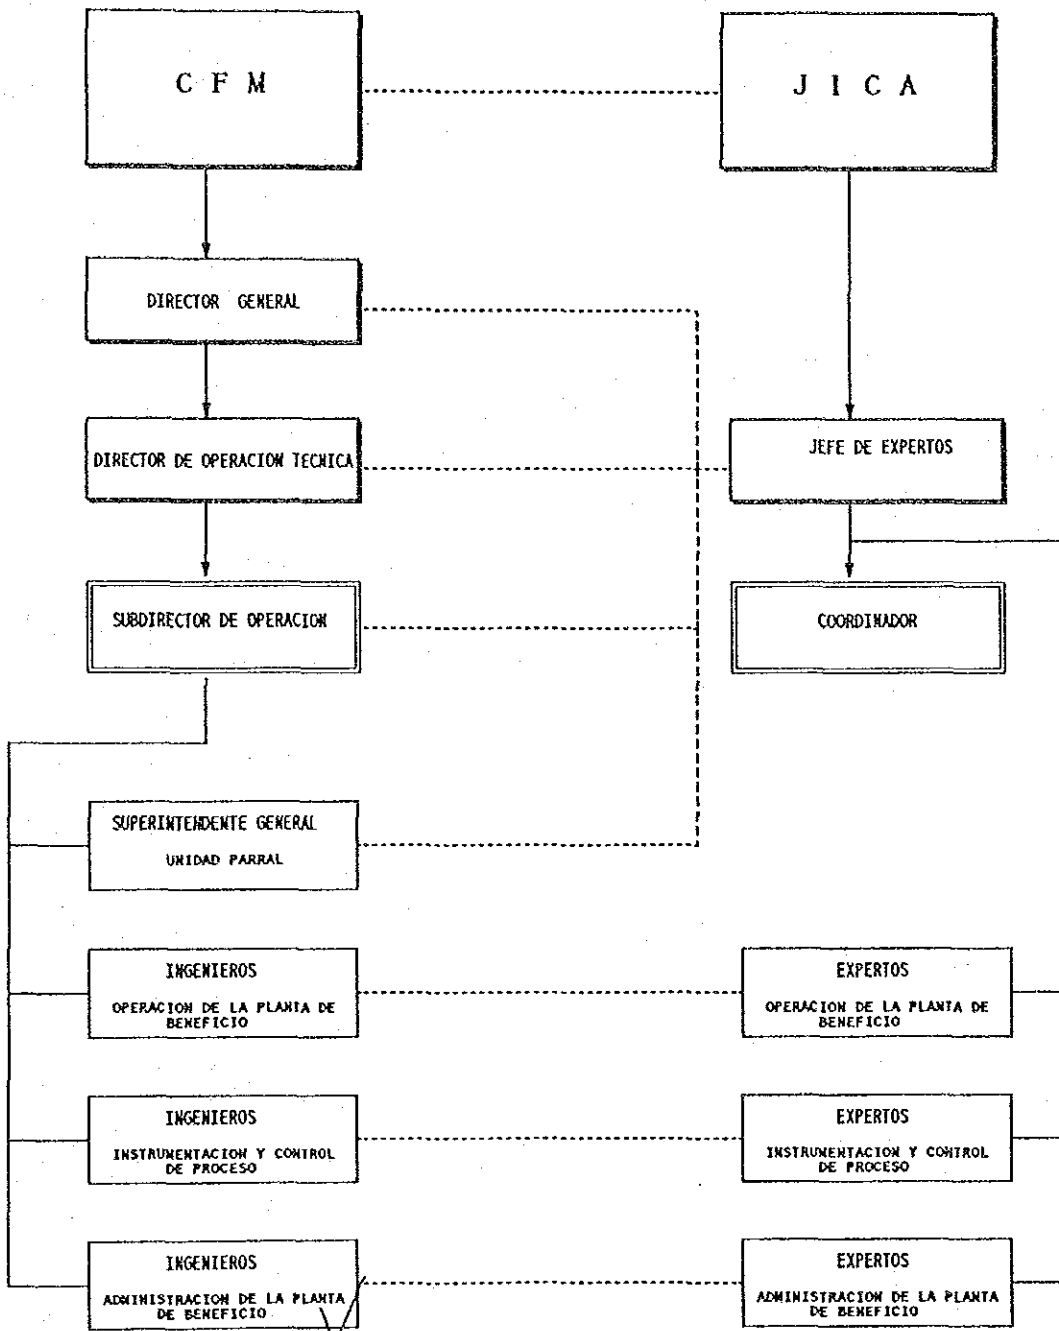 C F M
J I C A
DIRECTOR GENERAL
DIRECTOR DE OPERACION TECNICA
JEFE DE EXPERTOS
SUBDIRECTOR DE OPERACION
COORDINADOR
SUPERINTENDENTE GENERAL
UNIDAD PARRAL
INGENIEROS
OPERACION DE LA PLANTA DE
BENEFICIO
EXPERTOS
OPERACION DE LA PLANTA DE
BENEFICIO
INGENIEROS
INSTRUMENTACION Y CONTROL
DE PROCESO
EXPERTOS
INSTRUMENTACION Y CONTROL
DE PROCESO
INGENIEROS
ADMINISTRACION DE LA PLANTA
DE BENEFICIO
EXPERTOS
ADMINISTRACION DE LA PLANTA
DE BENEFICIO